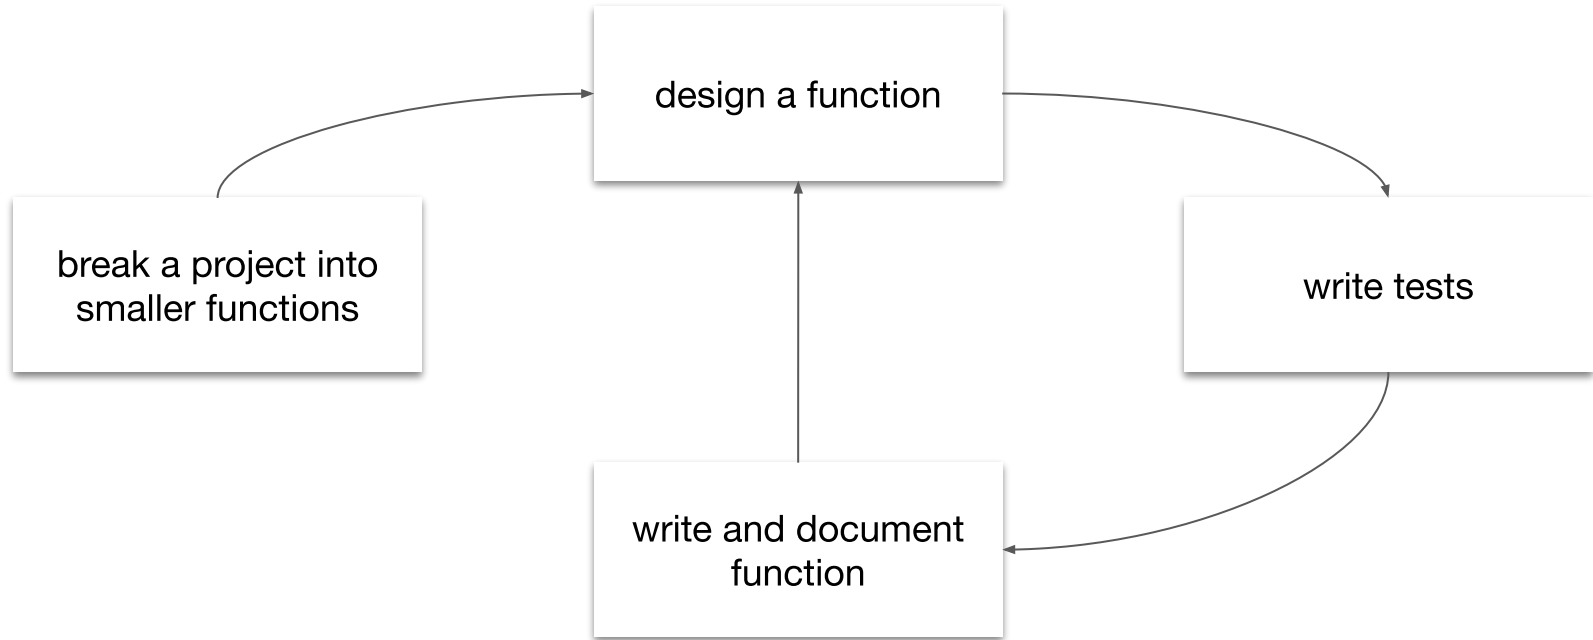 design a function
break a project into
smaller functions
write tests
write and document
function